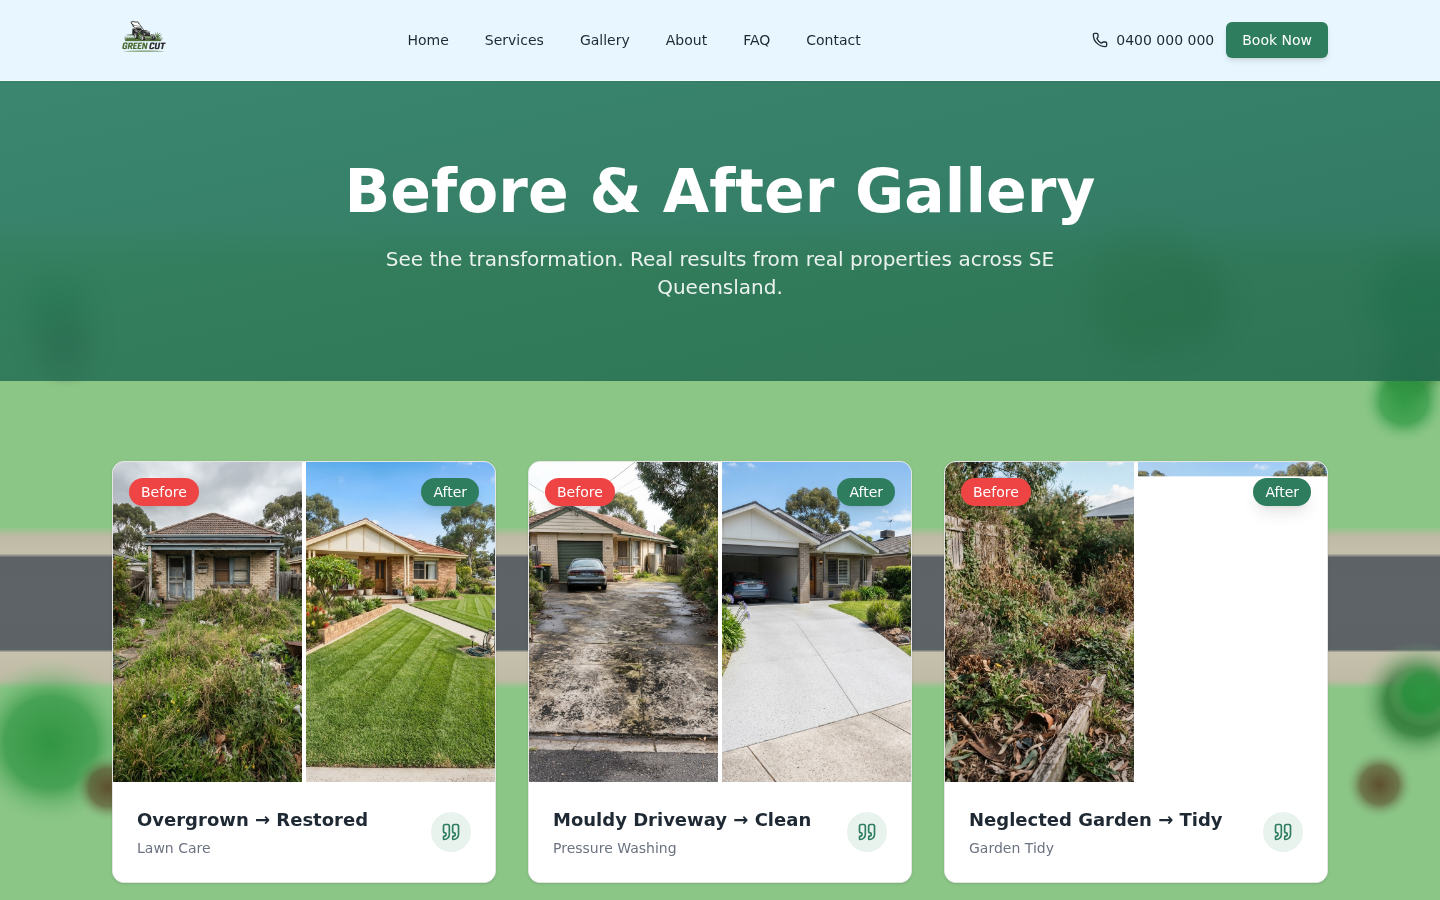 GREEN CUT
Home
Services
Gallery
About
FAQ
Contact
0400 000 000
Book Now
Before & After Gallery
See the transformation. Real results from real properties across SE
Queensland.
Before
After
Before
After
Before
After
Overgrown → Restored
Lawn Care
Mouldy Driveway → Clean
Pressure Washing
Neglected Garden → Tidy
Garden Tidy